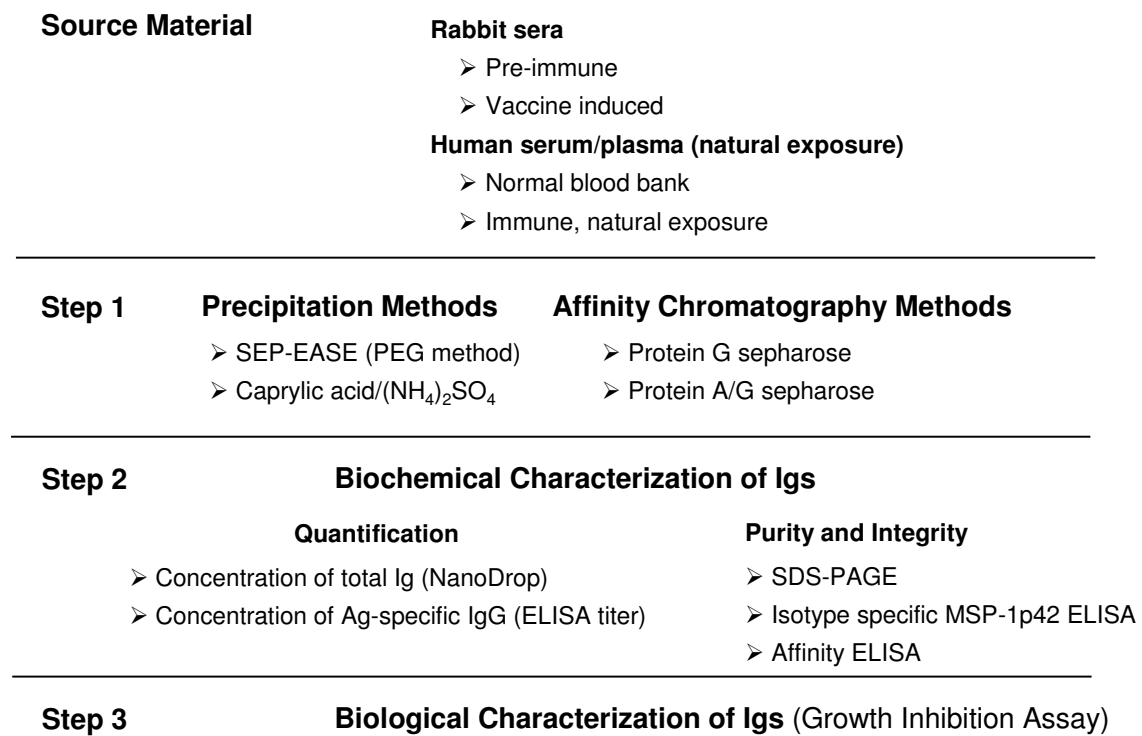 Source Material
Rabbit sera
➢ Pre-immune
➢ Vaccine induced
Human serum/plasma (natural exposure)
➢ Normal blood bank
➢ Immune, natural exposure
Step 1 Precipitation Methods Affinity Chromatography Methods
➢ SEP-EASE (PEG method) ➢ Protein G sepharose
➢ Caprylic acid/(NH₄)₂SO₄ ➢ Protein A/G sepharose
Step 2 Biochemical Characterization of Igs
Quantification Purity and Integrity
➢ Concentration of total Ig (NanoDrop) ➢ SDS-PAGE
➢ Concentration of Ag-specific IgG (ELISA titer) ➢ Isotype specific MSP-1p42 ELISA
➢ Affinity ELISA
Step 3 Biological Characterization of Igs (Growth Inhibition Assay)